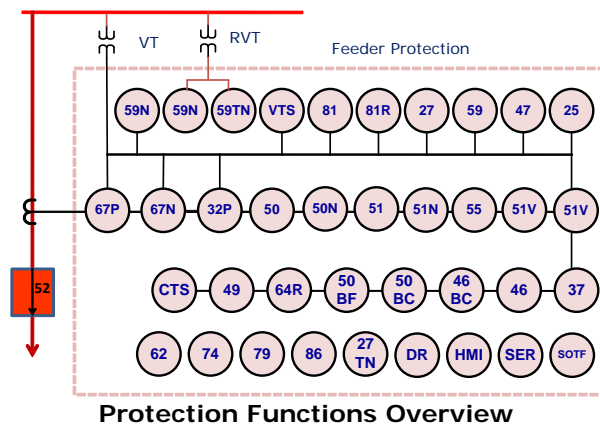 VT
RVT
Feeder Protection
59N 59N 59TN VTS 81 81R 27 59 47 25
67P 67N 32P 50 50N 51 51N 55 51V 51V
52
CTS 49 64R 50 BF 50 BC 46 BC 46 37
62 74 79 86 27 TN DR HMI SER SOTF
Protection Functions Overview